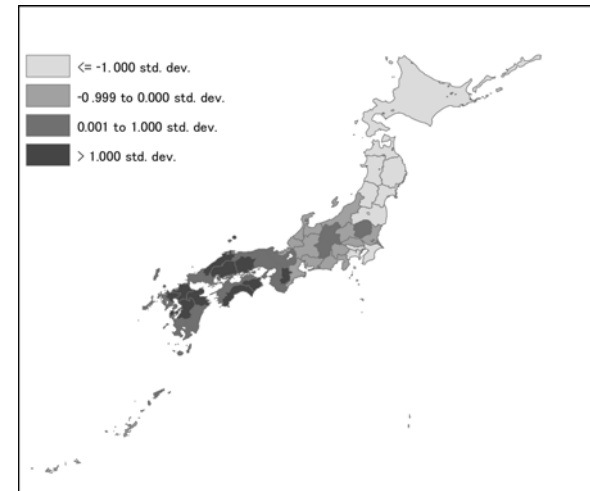 <= -1.000 std. dev.
-0.999 to 0.000 std. dev.
0.001 to 1.000 std. dev.
> 1.000 std. dev.